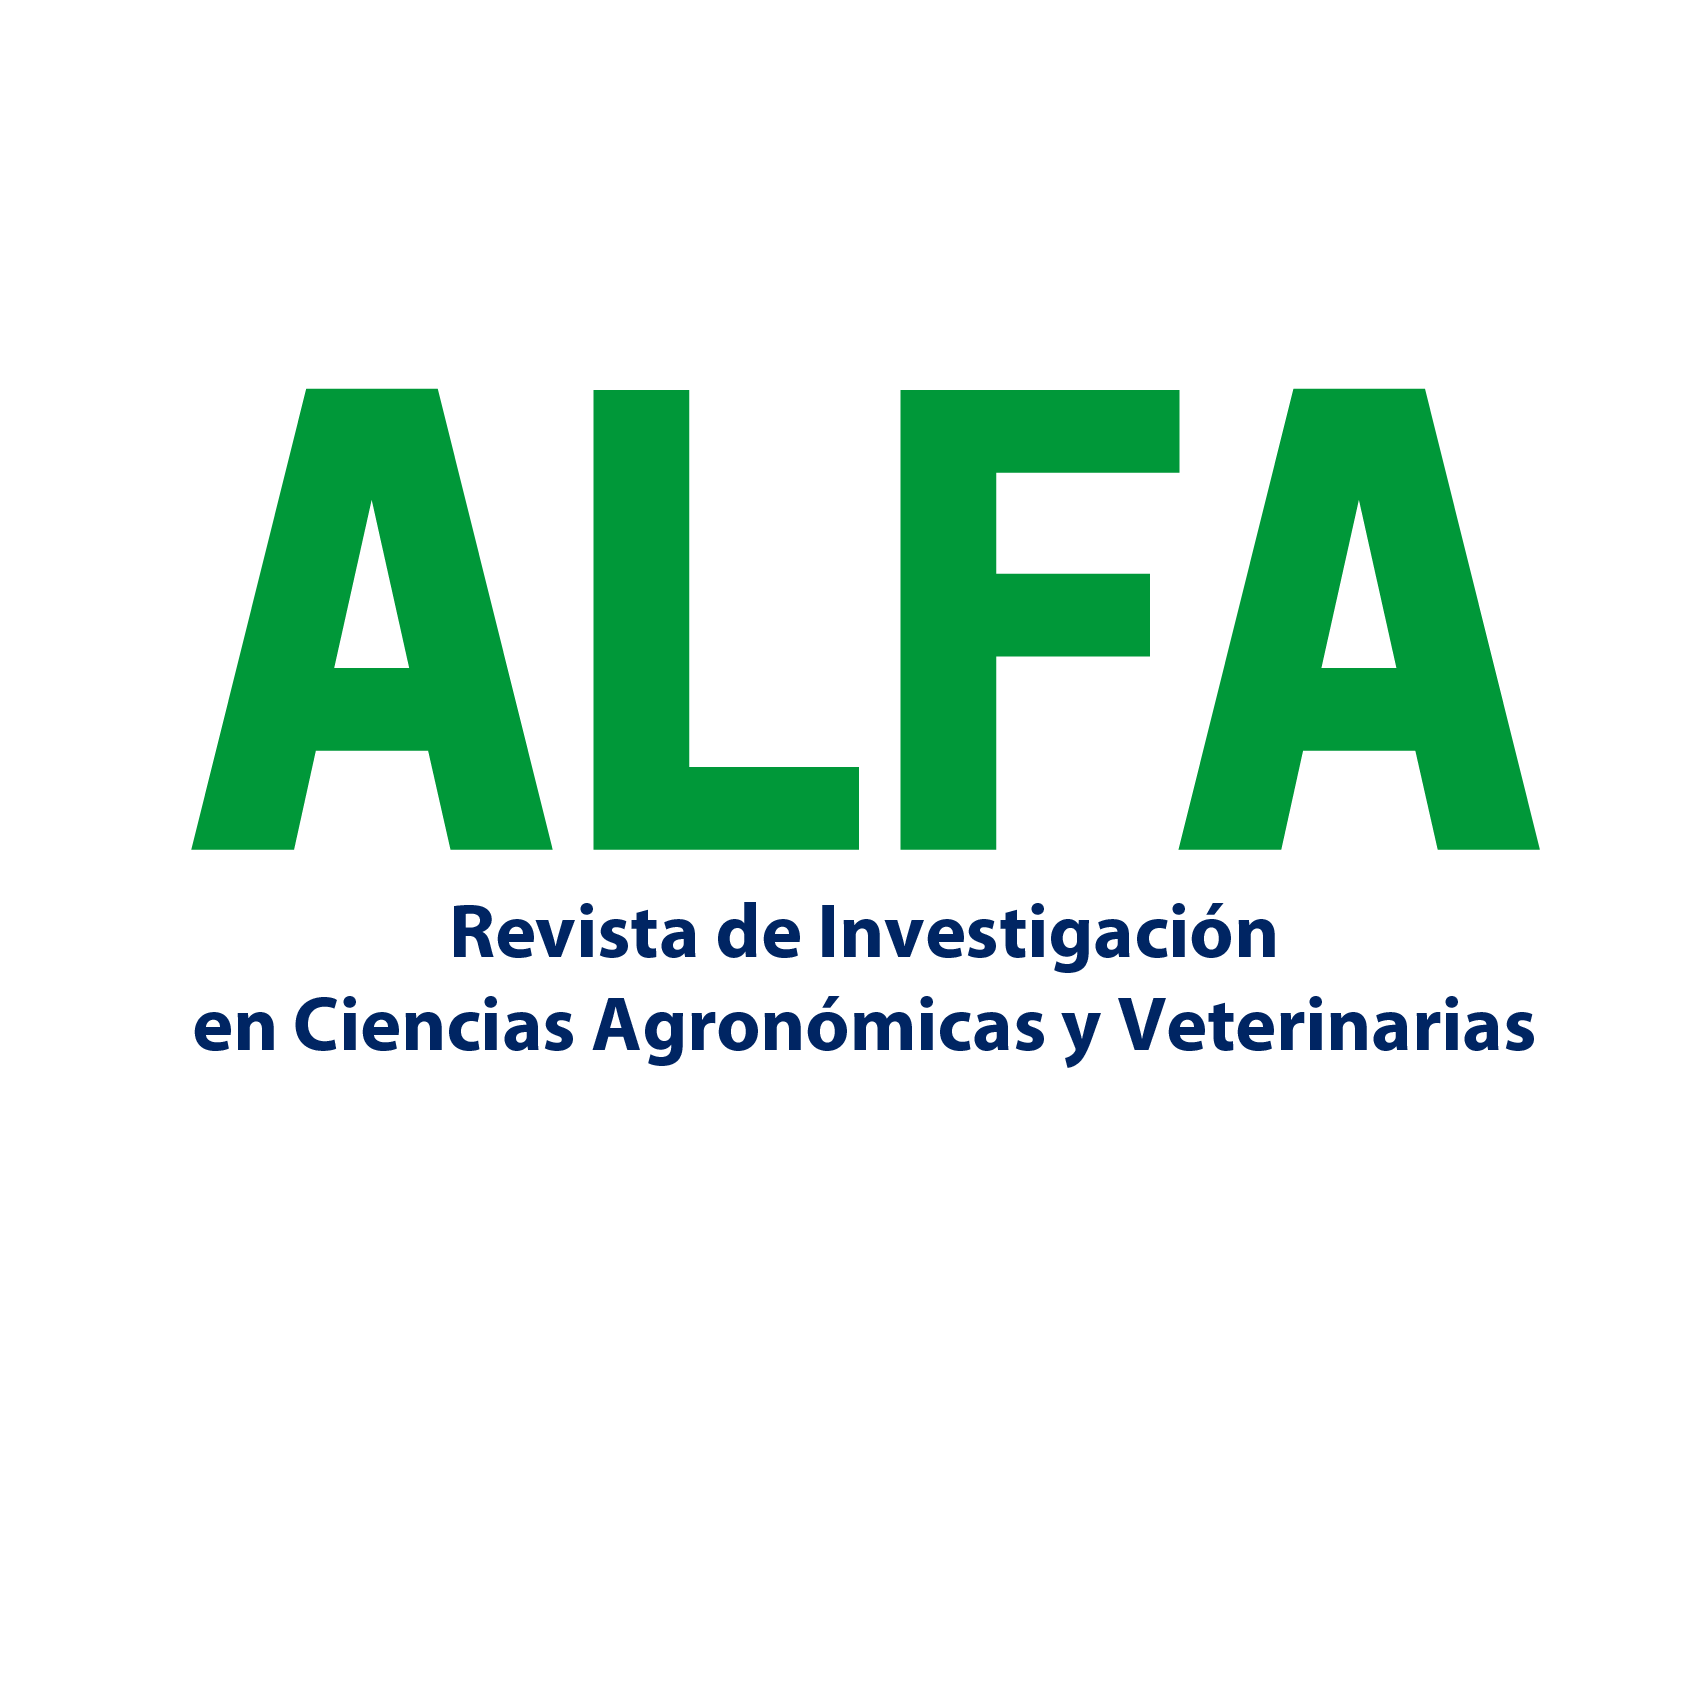 ALFA
Revista de Investigación
en Ciencias Agronómicas y Veterinarias